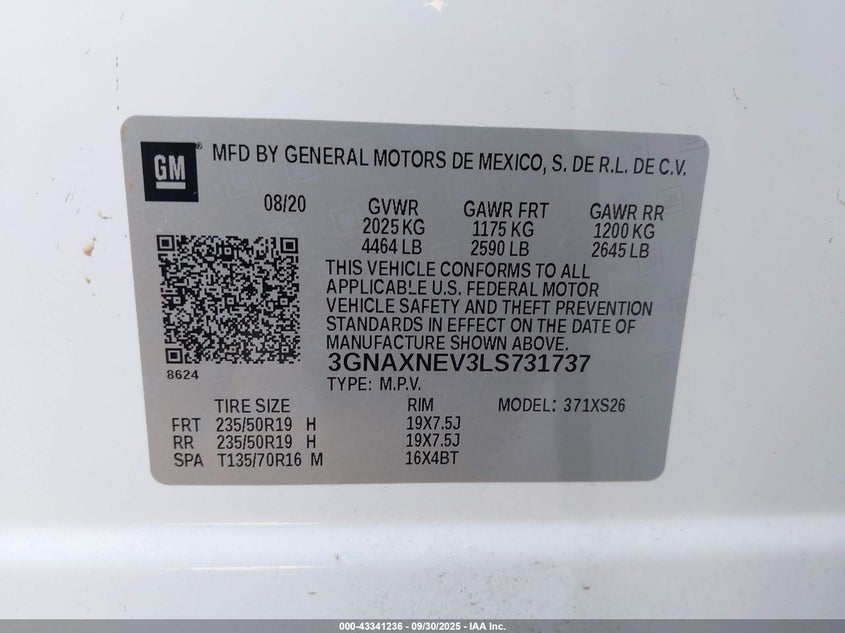 GM ® MFD BY GENERAL MOTORS DE MEXICO, S. DE R.L. DE C.V.
08/20 GVWR GAWR FRT GAWR RR
2025 KG 1175 KG 1200 KG
4464 LB 2590 LB 2645 LB
THIS VEHICLE CONFORMS TO ALL
APPLICABLE U.S. FEDERAL MOTOR
VEHICLE SAFETY AND THEFT PREVENTION
STANDARDS IN EFFECT ON THE DATE OF
MANUFACTURE SHOWN ABOVE.
8624 3GNAXNEV3LS731737
TYPE: M.P.V.
TIRE SIZE RIM MODEL: 371XS26
FRT 235/50R19 H 19X7.5J
RR 235/50R19 H 19X7.5J
SPA T135/70R16 M 16X4BT
000-43341236 - 09/30/2025 - IAA Inc.